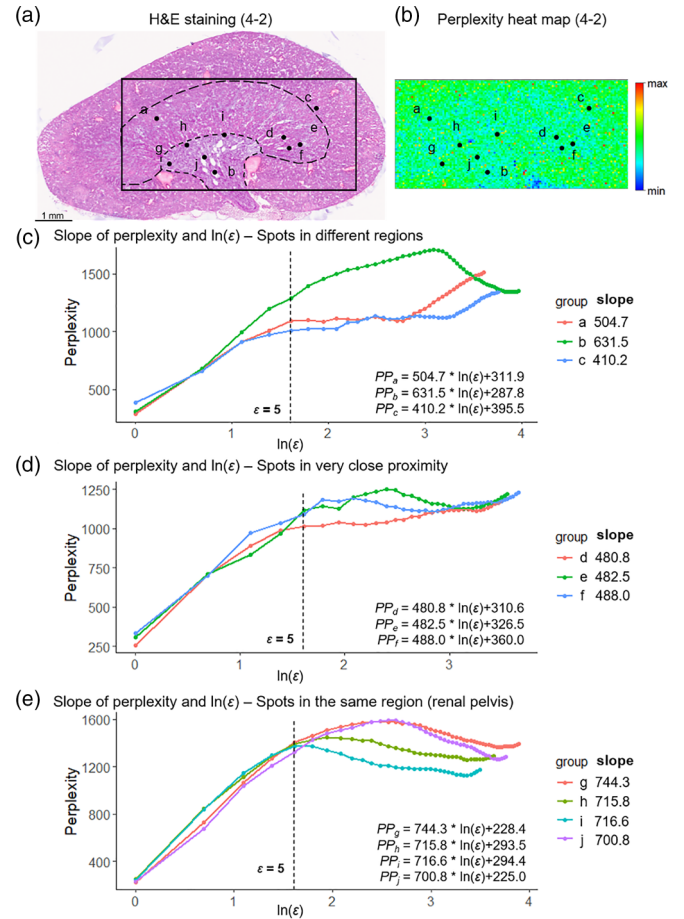 (a) H&E staining (4-2)
a
c
i
h
d
e
g
j
f
b
1 mm
(b) Perplexity heat map (4-2)
c
a
i
d
e
h
g
j
f
b
max
min
(c) Slope of perplexity and ln(ε) – Spots in different regions
Perplexity
1500
1000
500
0
1
2
3
4
ln(ε)
ε = 5
PPa = 504.7 * ln(ε)+311.9
PPb = 631.5 * ln(ε)+287.8
PPc = 410.2 * ln(ε)+395.5
group slope
a 504.7
b 631.5
c 410.2
(d) Slope of perplexity and ln(ε) – Spots in very close proximity
Perplexity
1250
1000
750
500
250
0
1
2
3
ln(ε)
ε = 5
PPd = 480.8 * ln(ε)+310.6
PPe = 482.5 * ln(ε)+326.5
PPf = 488.0 * ln(ε)+360.0
group slope
d 480.8
e 482.5
f 488.0
(e) Slope of perplexity and ln(ε) – Spots in the same region (renal pelvis)
Perplexity
1600
1200
800
400
0
1
2
3
4
ln(ε)
ε = 5
PPg = 744.3 * ln(ε)+228.4
PPh = 715.8 * ln(ε)+293.5
PPi = 716.6 * ln(ε)+294.4
PPj = 700.8 * ln(ε)+225.0
group slope
g 744.3
h 715.8
i 716.6
j 700.8